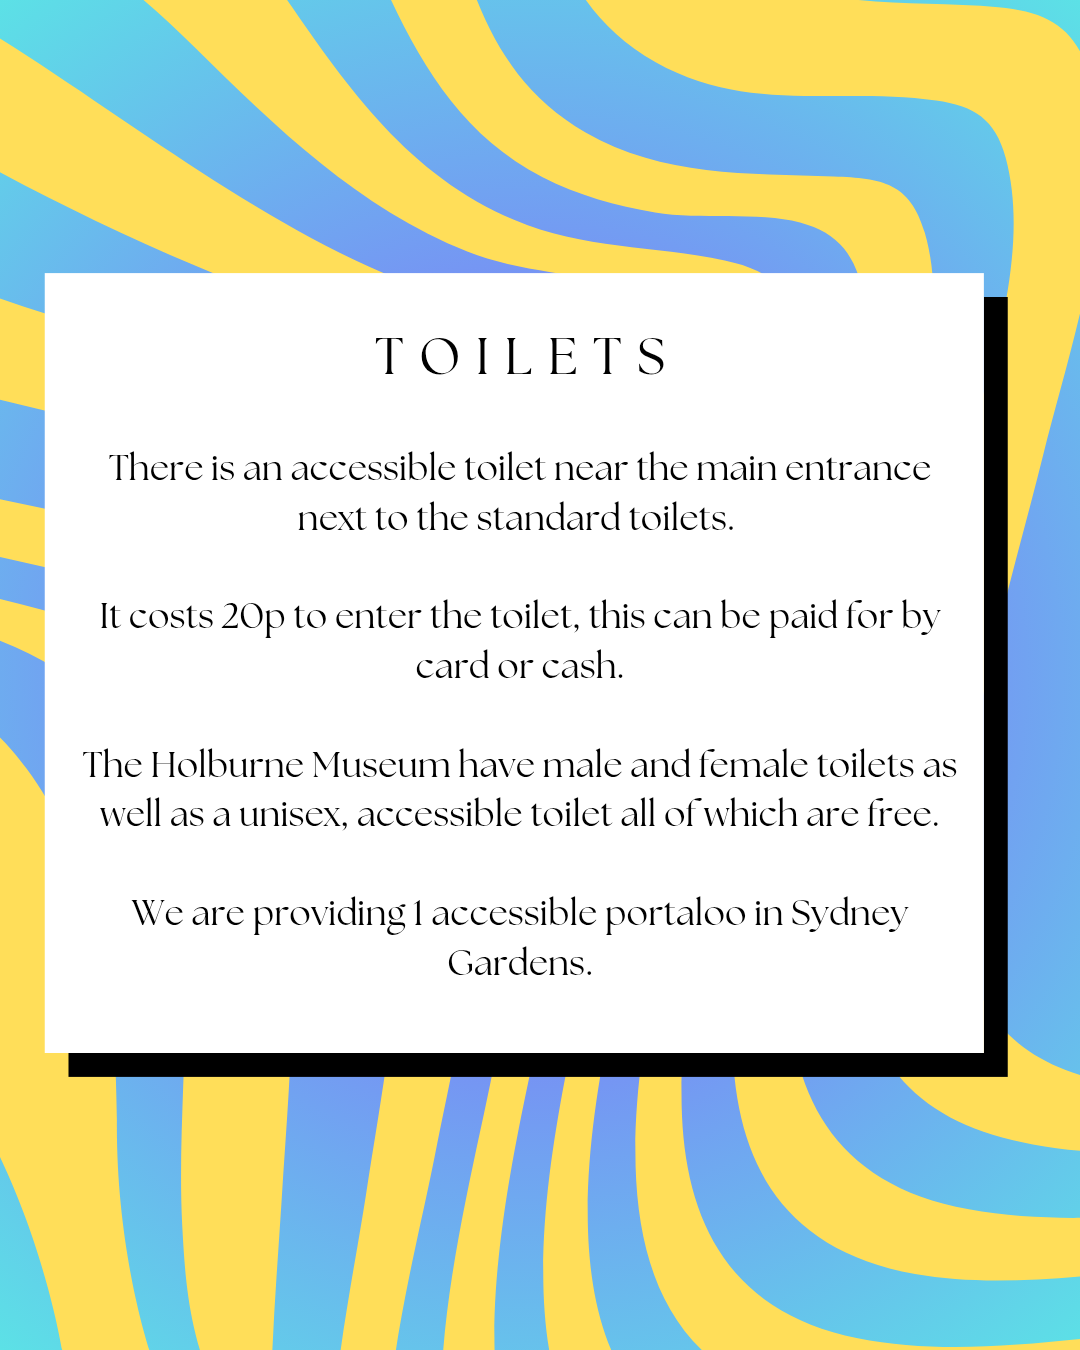 TOILETS
There is an accessible toilet near the main entrance
next to the standard toilets.
It costs 20p to enter the toilet, this can be paid for by
card or cash.
The Holburne Museum have male and female toilets as
well as a unisex, accessible toilet all of which are free.
We are providing 1 accessible portaloo in Sydney
Gardens.